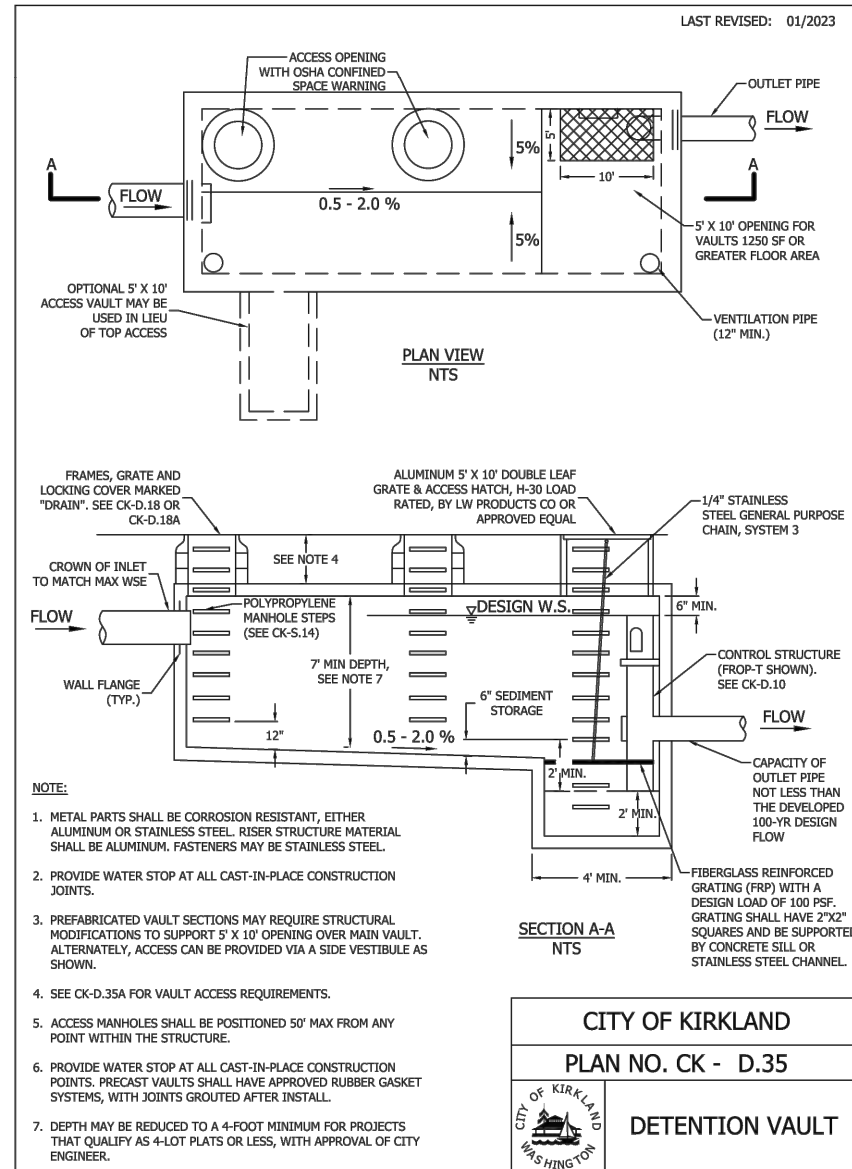 LAST REVISED: 01/2023
ACCESS OPENING
WITH OSHA CONFINED
SPACE WARNING
OUTLET PIPE
FLOW
5'
5%
10'
A
A
FLOW
0.5 - 2.0 %
5%
5' X 10' OPENING FOR
VAULTS 1250 SF OR
GREATER FLOOR AREA
OPTIONAL 5' X 10'
ACCESS VAULT MAY BE
USED IN LIEU
OF TOP ACCESS
VENTILATION PIPE
(12" MIN.)
PLAN VIEW
NTS
FRAMES, GRATE AND
LOCKING COVER MARKED
"DRAIN". SEE CK-D.18 OR
CK-D.18A
ALUMINUM 5' X 10' DOUBLE LEAF
GRATE & ACCESS HATCH, H-30 LOAD
RATED, BY LW PRODUCTS CO OR
APPROVED EQUAL
1/4" STAINLESS
STEEL GENERAL PURPOSE
CHAIN, SYSTEM 3
SEE NOTE 4
CROWN OF INLET
TO MATCH MAX WSE
FLOW
POLYPROPYLENE
MANHOLE STEPS
(SEE CK-S.14)
DESIGN W.S.
6" MIN.
7' MIN DEPTH,
SEE NOTE 7
WALL FLANGE
(TYP.)
CONTROL STRUCTURE
(FROP-T SHOWN).
SEE CK-D.10
6" SEDIMENT
STORAGE
FLOW
12"
0.5 - 2.0 %
2' MIN.
2' MIN.
CAPACITY OF
OUTLET PIPE
NOT LESS THAN
THE DEVELOPED
100-YR DESIGN
FLOW
4' MIN.
FIBERGLASS REINFORCED
GRATING (FRP) WITH A
DESIGN LOAD OF 100 PSF.
GRATING SHALL HAVE 2"X2"
SQUARES AND BE SUPPORTED
BY CONCRETE SILL OR
STAINLESS STEEL CHANNEL.
SECTION A-A
NTS
NOTE:
1. METAL PARTS SHALL BE CORROSION RESISTANT, EITHER
ALUMINUM OR STAINLESS STEEL. RISER STRUCTURE MATERIAL
SHALL BE ALUMINUM. FASTENERS MAY BE STAINLESS STEEL.
2. PROVIDE WATER STOP AT ALL CAST-IN-PLACE CONSTRUCTION
JOINTS.
3. PREFABRICATED VAULT SECTIONS MAY REQUIRE STRUCTURAL
MODIFICATIONS TO SUPPORT 5' X 10' OPENING OVER MAIN VAULT.
ALTERNATELY, ACCESS CAN BE PROVIDED VIA A SIDE VESTIBULE AS
SHOWN.
4. SEE CK-D.35A FOR VAULT ACCESS REQUIREMENTS.
5. ACCESS MANHOLES SHALL BE POSITIONED 50' MAX FROM ANY
POINT WITHIN THE STRUCTURE.
6. PROVIDE WATER STOP AT ALL CAST-IN-PLACE CONSTRUCTION
POINTS. PRECAST VAULTS SHALL HAVE APPROVED RUBBER GASKET
SYSTEMS, WITH JOINTS GROUTED AFTER INSTALL.
7. DEPTH MAY BE REDUCED TO A 4-FOOT MINIMUM FOR PROJECTS
THAT QUALIFY AS 4-LOT PLATS OR LESS, WITH APPROVAL OF CITY
ENGINEER.
CITY OF KIRKLAND
PLAN NO. CK - D.35
CITY OF KIRKLAND
WASHINGTON
DETENTION VAULT